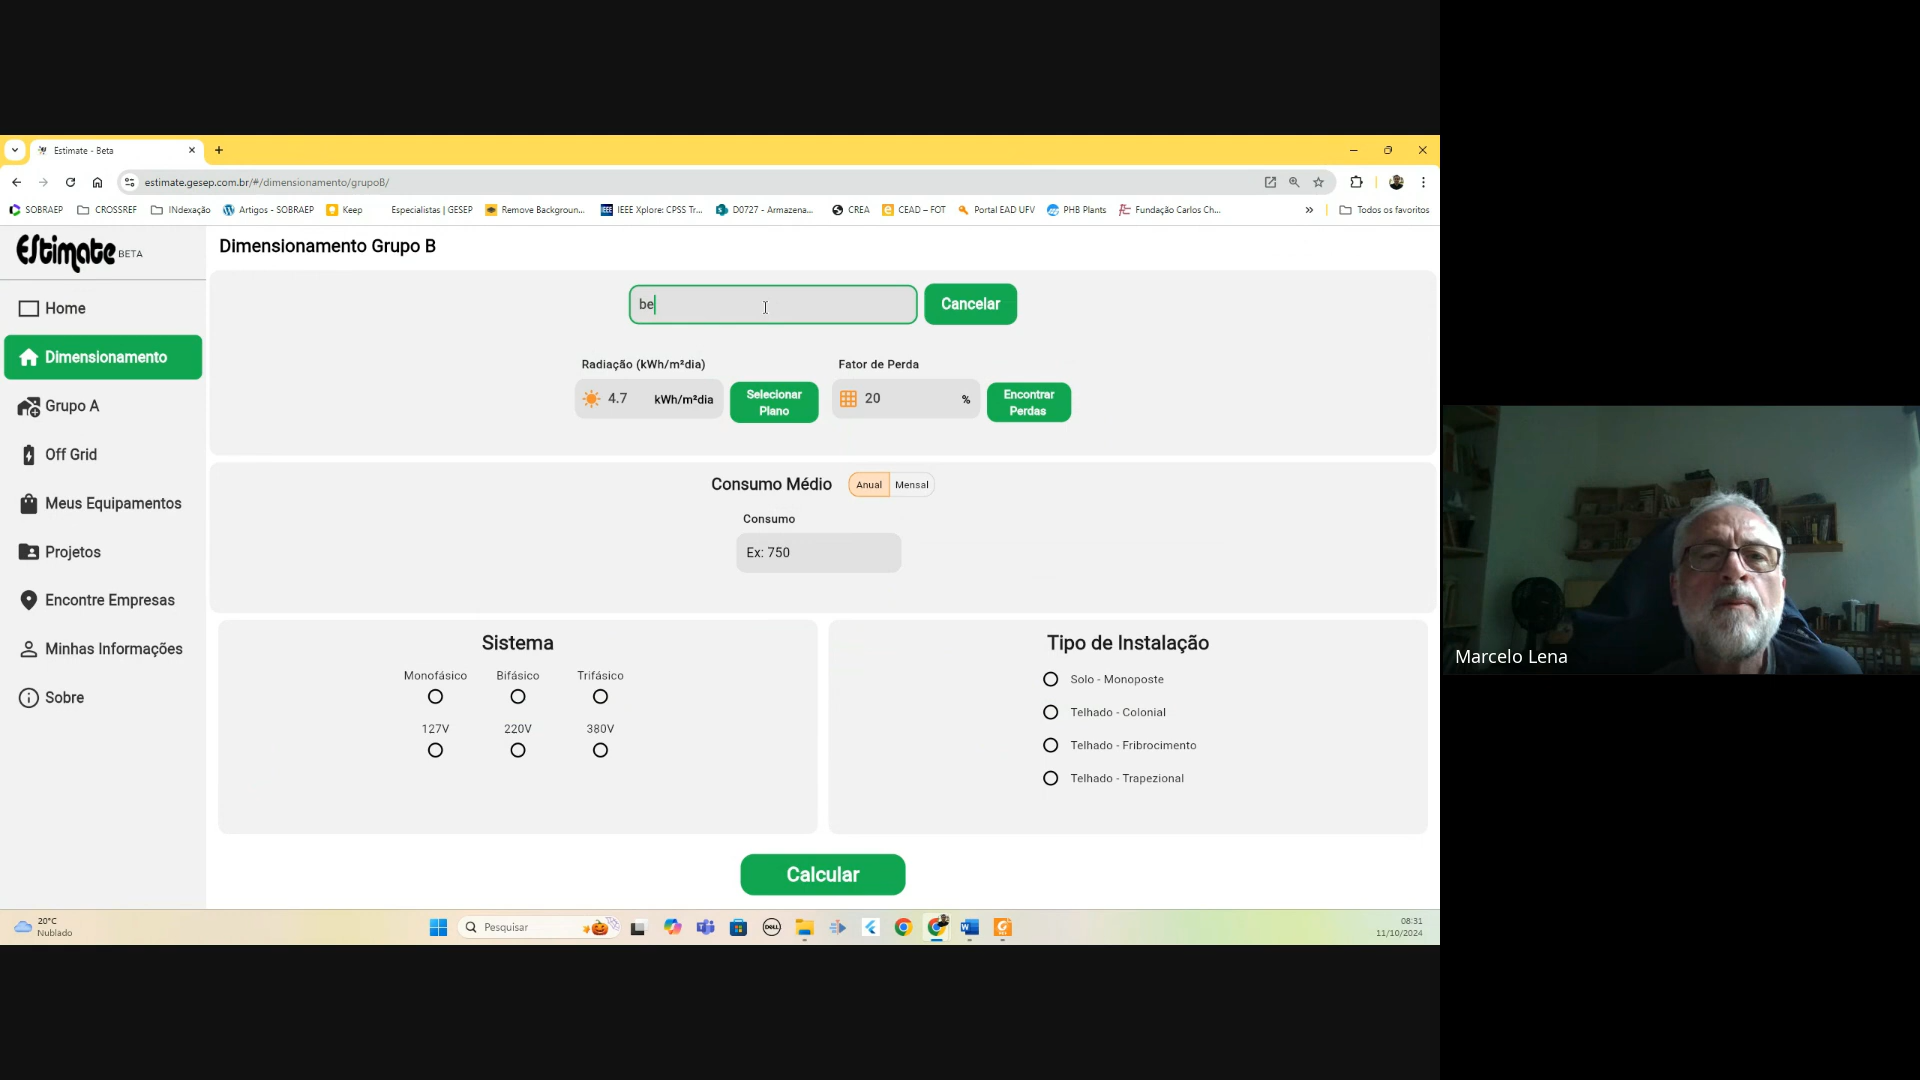 Estimate - Beta
estimate.gesep.com.br/#/dimensionamento/grupoB/
SOBRAEP CROSSREF INdexação Artigos - SOBRAEP Keep Especialistas | GESEP Remove Backgroun... IEEE Xplore: CPSS Tr... D0727 - Armazena... CREA CEAD – FOT Portal EAD UFV PHB Plants Fundação Carlos Ch... » Todos os favoritos
Estimate BETA
Home
Dimensionamento
Grupo A
Off Grid
Meus Equipamentos
Projetos
Encontre Empresas
Minhas Informações
Sobre
Dimensionamento Grupo B
be
Cancelar
Radiação (kWh/m²dia)
4.7 kWh/m²dia
Selecionar
Plano
Fator de Perda
20 %
Encontrar
Perdas
Consumo Médio Anual Mensal
Consumo
Ex: 750
Sistema
Monofásico Bifásico Trifásico
127V 220V 380V
Tipo de Instalação
Solo - Monoposte
Telhado - Colonial
Telhado - Fribrocimento
Telhado - Trapezional
Calcular
20°C
Nublado
Pesquisar
DELL
08:31
11/10/2024
Marcelo Lena